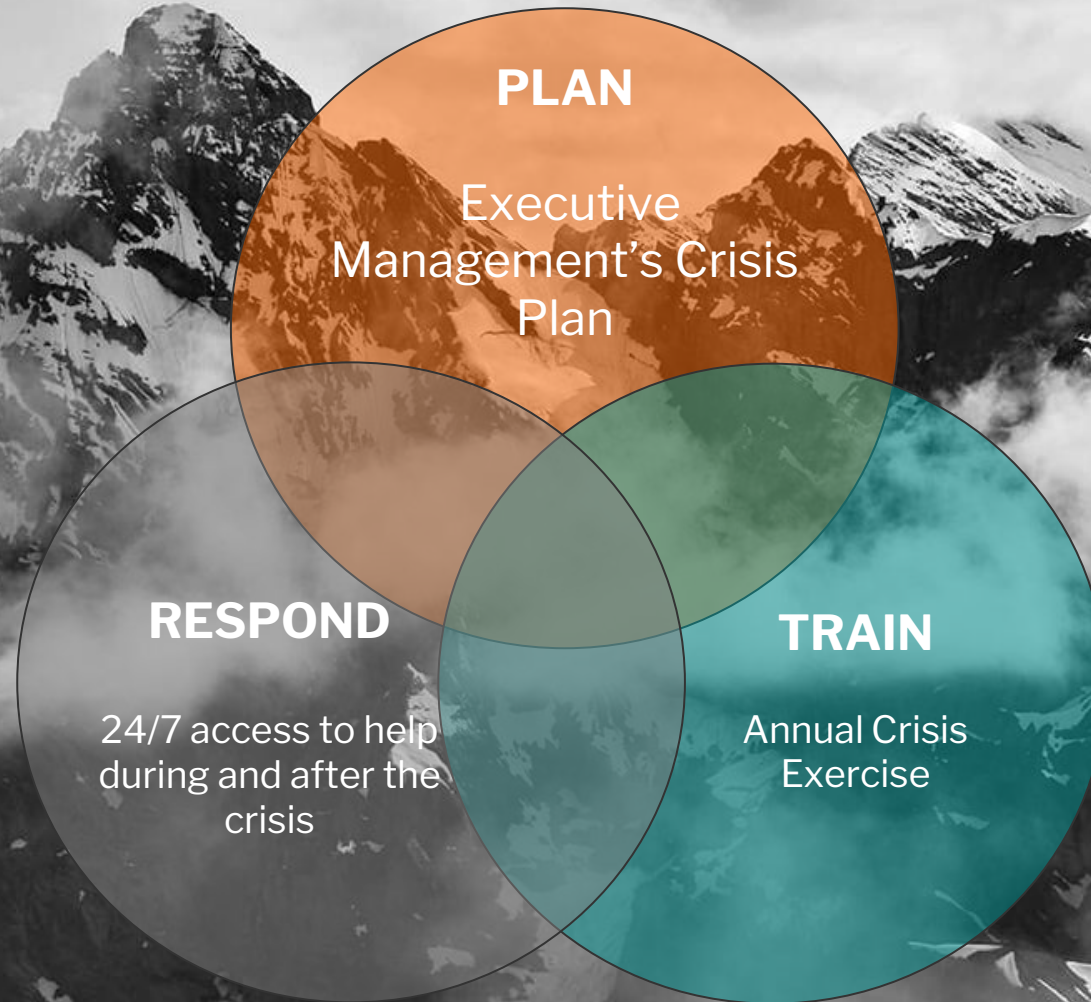 PLAN
Executive
Management’s Crisis
Plan
RESPOND
24/7 access to help
during and after the
crisis
TRAIN
Annual Crisis
Exercise